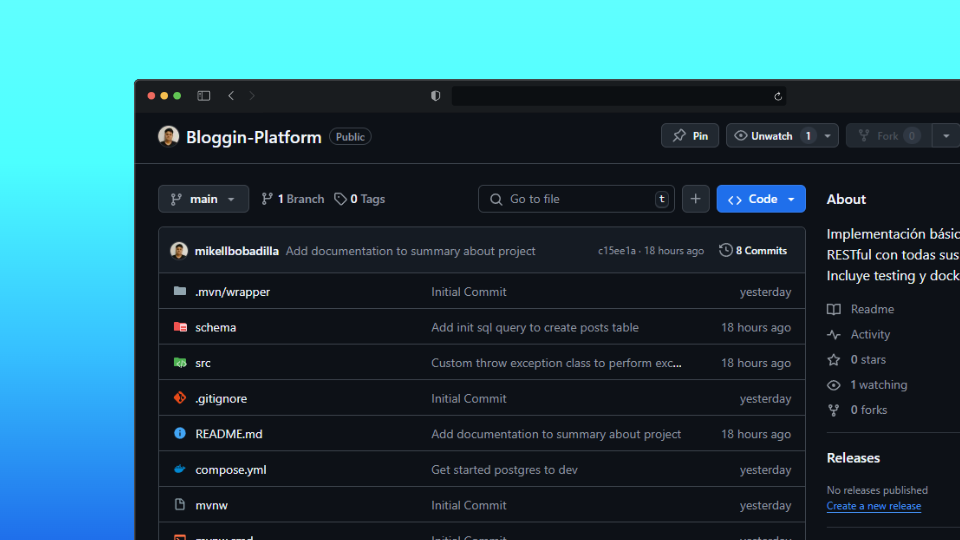 Bloggin-Platform Public Pin Unwatch 1 Fork 0
main 1 Branch 0 Tags Go to file t Code
mikellbobadilla Add documentation to summary about project c15ee1a · 18 hours ago 8 Commits
.mvn/wrapper Initial Commit yesterday
schema Add init sql query to create posts table 18 hours ago
src Custom throw exception class to perform exc... 18 hours ago
.gitignore Initial Commit yesterday
README.md Add documentation to summary about project 18 hours ago
compose.yml Get started postgres to dev yesterday
mvnw Initial Commit yesterday
mvnw.cmd Initial Commit yesterday
About
Implementación básic
RESTful con todas sus
Incluye testing y dock
Readme
Activity
0 stars
1 watching
0 forks
Releases
No releases published
Create a new release